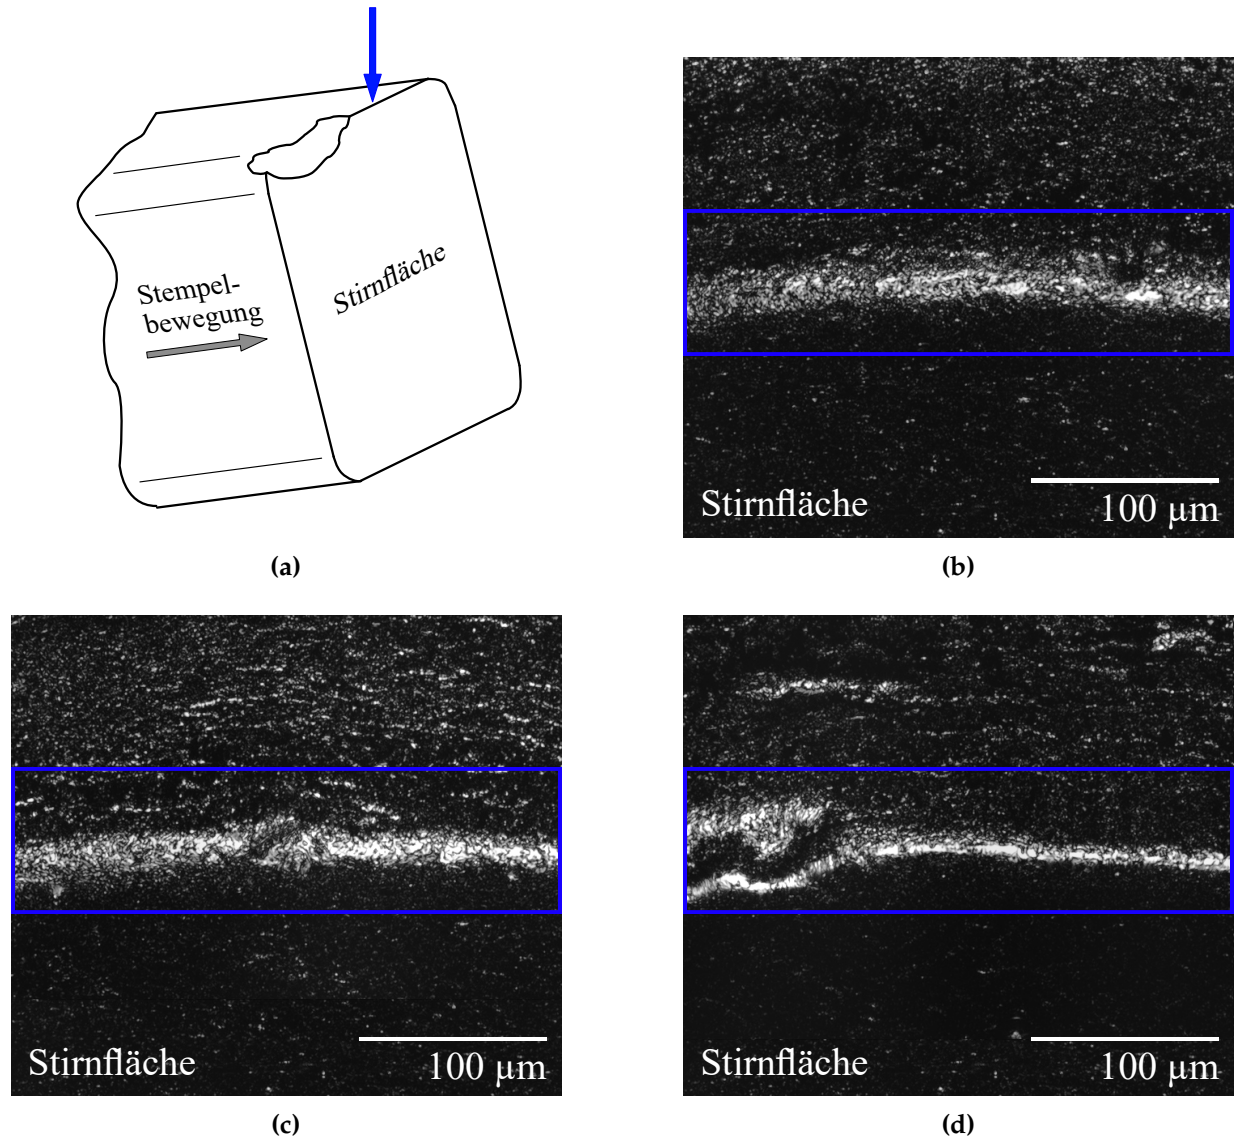 Stempel-
bewegung
Stirnfläche
(a)
Stirnfläche
100 µm
(b)
Stirnfläche
100 µm
(c)
Stirnfläche
100 µm
(d)